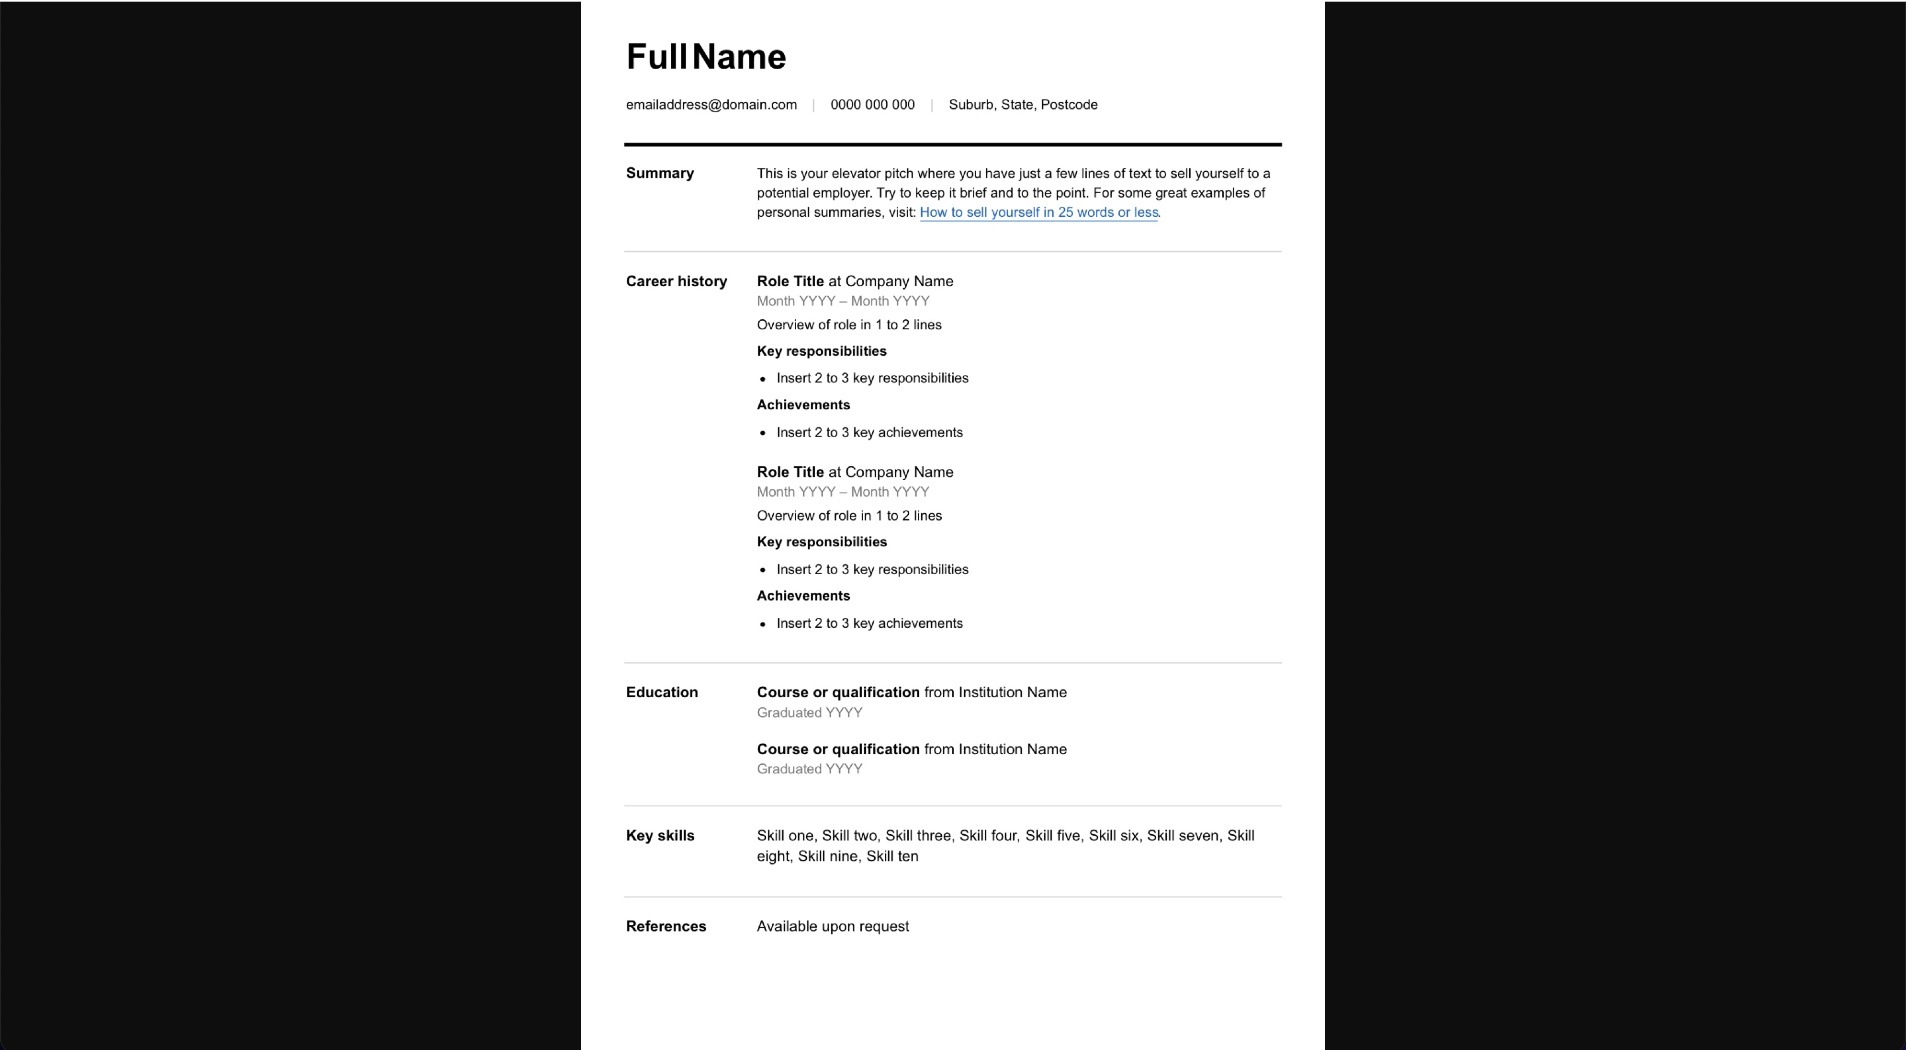 Full Name
emailaddress@domain.com | 0000 000 000 | Suburb, State, Postcode
Summary
This is your elevator pitch where you have just a few lines of text to sell yourself to a
potential employer. Try to keep it brief and to the point. For some great examples of
personal summaries, visit: How to sell yourself in 25 words or less.
Career history
Role Title at Company Name
Month YYYY – Month YYYY
Overview of role in 1 to 2 lines
Key responsibilities
• Insert 2 to 3 key responsibilities
Achievements
• Insert 2 to 3 key achievements
Role Title at Company Name
Month YYYY – Month YYYY
Overview of role in 1 to 2 lines
Key responsibilities
• Insert 2 to 3 key responsibilities
Achievements
• Insert 2 to 3 key achievements
Education
Course or qualification from Institution Name
Graduated YYYY
Course or qualification from Institution Name
Graduated YYYY
Key skills
Skill one, Skill two, Skill three, Skill four, Skill five, Skill six, Skill seven, Skill
eight, Skill nine, Skill ten
References
Available upon request